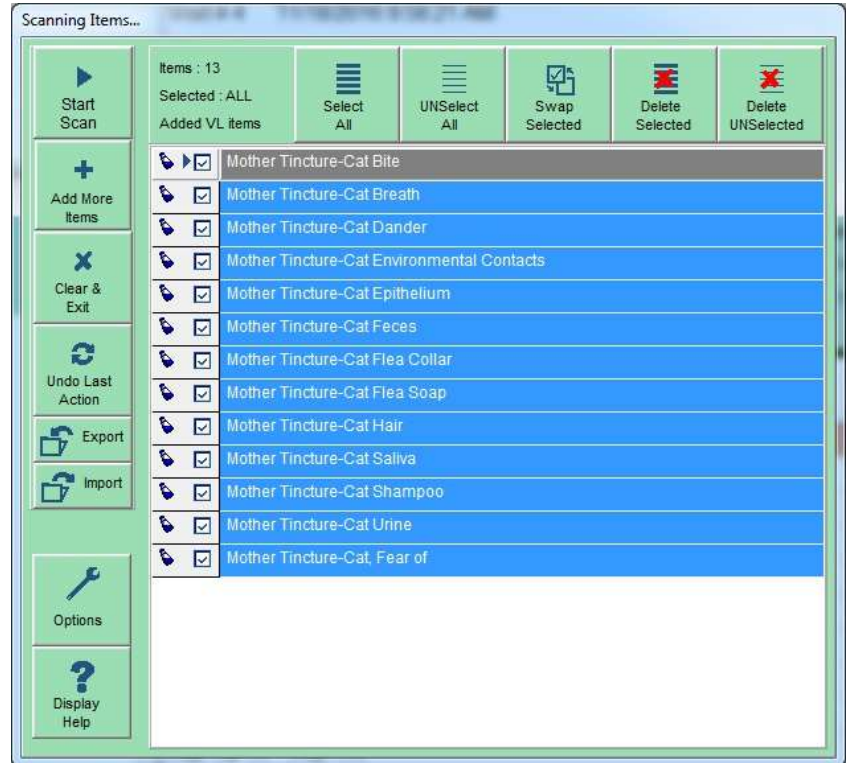 Scanning Items...
Start
Scan
Add More
Items
Clear &
Exit
Undo Last
Action
Export
Import
Options
Display
Help
Items : 13
Selected : ALL
Added VL items
Select
All
UNSelect
All
Swap
Selected
Delete
Selected
Delete
UNSelected
Mother Tincture-Cat Bite
Mother Tincture-Cat Breath
Mother Tincture-Cat Dander
Mother Tincture-Cat Environmental Contacts
Mother Tincture-Cat Epithelium
Mother Tincture-Cat Feces
Mother Tincture-Cat Flea Collar
Mother Tincture-Cat Flea Soap
Mother Tincture-Cat Hair
Mother Tincture-Cat Saliva
Mother Tincture-Cat Shampoo
Mother Tincture-Cat Urine
Mother Tincture-Cat, Fear of